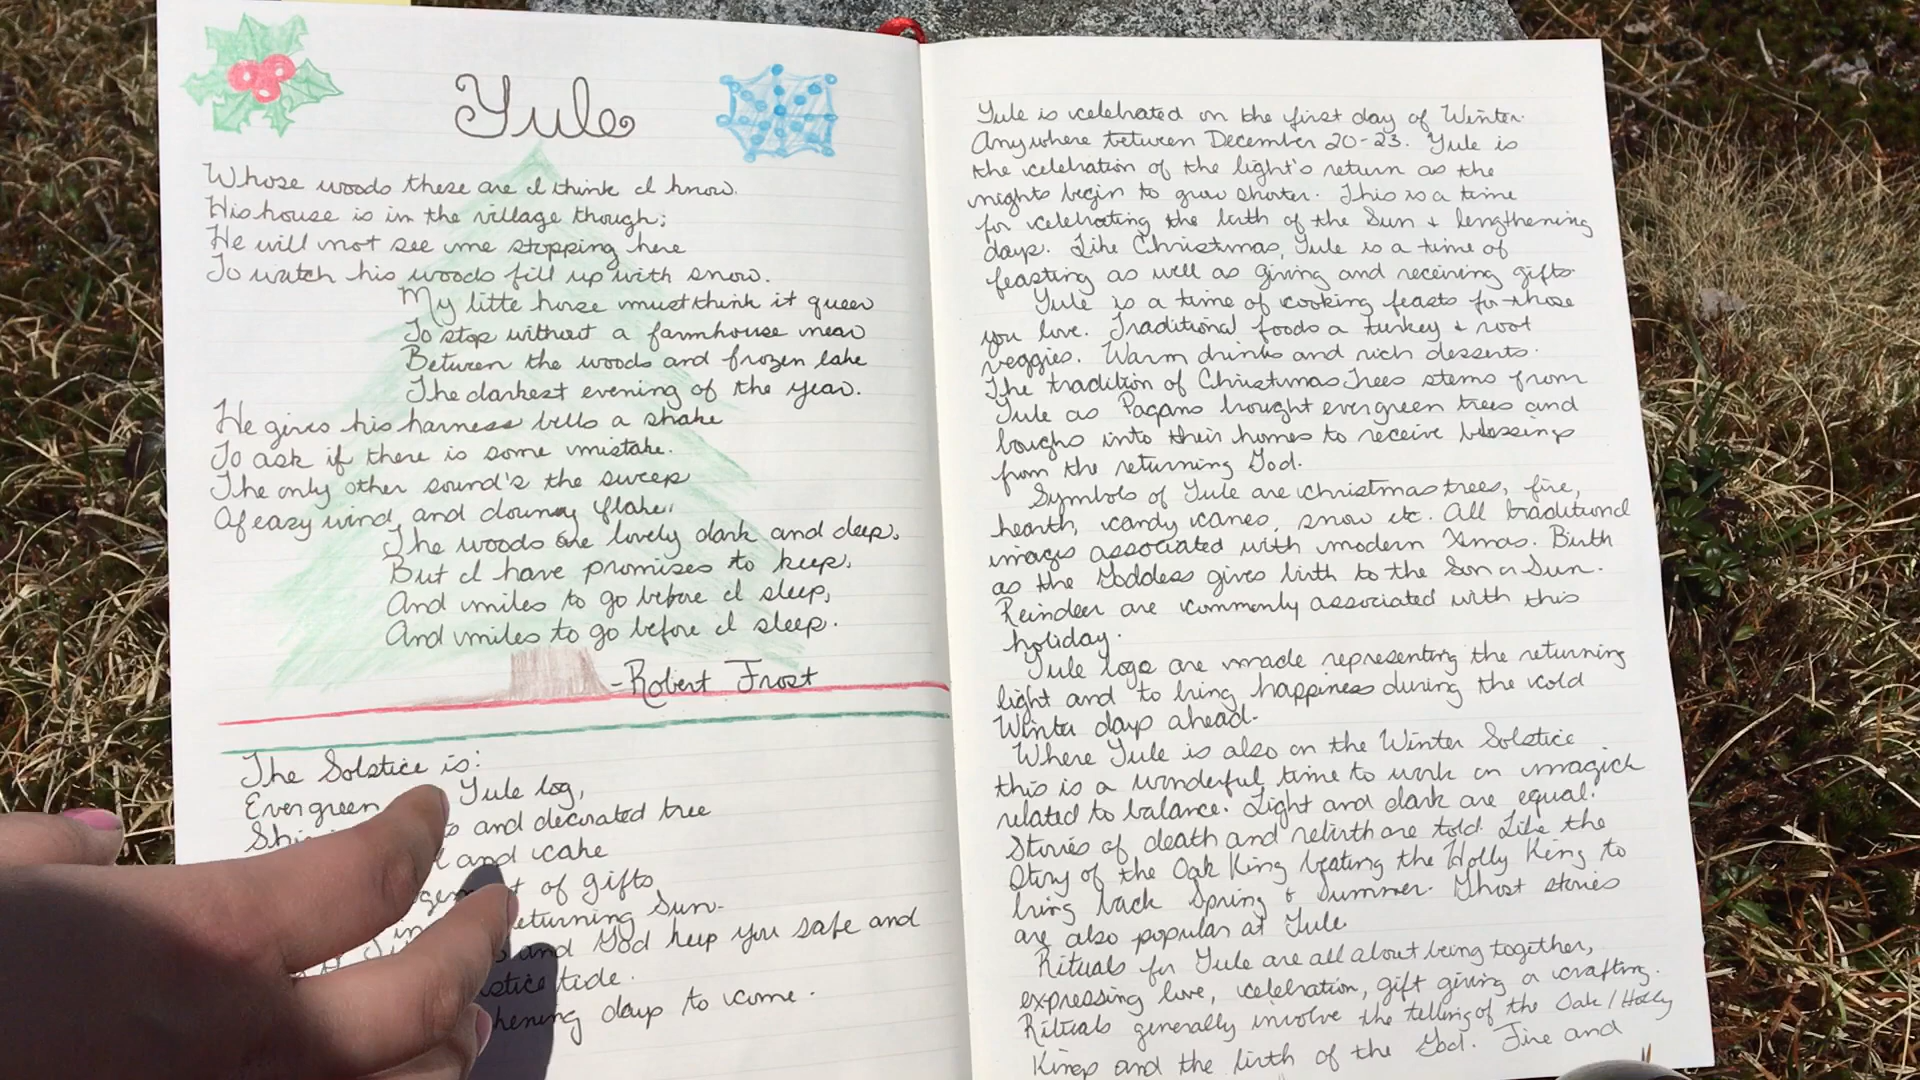 Yule
Whose woods these are I think I know.
His house is in the village though;
He will not see me stopping here
To watch his woods fill up with snow.
My little horse must think it queer
To stop without a farmhouse near
Between the woods and frozen lake
The darkest evening of the year.
He gives his harness bells a shake
To ask if there is some mistake.
The only other sound's the sweep
Of easy wind and downy flake.
The woods are lovely dark and deep,
But I have promises to keep,
And miles to go before I sleep,
And miles to go before I sleep.
-Robert Frost
The Solstice is:
Evergreen Yule log,
and decorated tree
and cake
of gifts
returning Sun.
and God keep you safe and
tide.
days to come.
Yule is celebrated on the first day of Winter.
Anywhere between December 20-23. Yule is
the celebration of the light's return as the
nights begin to grow shorter. This is a time
for celebrating the birth of the Sun & lengthening
days. Like Christmas, Yule is a time of
feasting as well as giving and receiving gifts.
Yule is a time of cooking feasts for those
you love. Traditional foods a turkey & root
veggies. Warm drinks and rich desserts.
The tradition of Christmas Trees stems from
Yule as Pagans brought evergreen trees and
boughs into their homes to receive blessings
from the returning God.
Symbols of Yule are christmas trees, fire,
hearth, candy canes, snow etc. All traditional
images associated with modern Xmas. Birth
as the Goddess gives birth to the Son or Sun.
Reindeer are commonly associated with this
holiday.
Yule logs are made representing the returning
light and to bring happiness during the cold
Winter days ahead.
Where Yule is also on the Winter Solstice
this is a wonderful time to work on magick
related to balance. Light and dark are equal.
Stories of death and rebirth are told. Like the
Story of the Oak King beating the Holly King to
bring back Spring & Summer. Ghost stories
are also popular at Yule.
Rituals for Yule are all about being together,
expressing love, celebration, gift giving or crafting.
Rituals generally involve the telling of the Oak/Holly
Kings and the birth of the God. Fire and